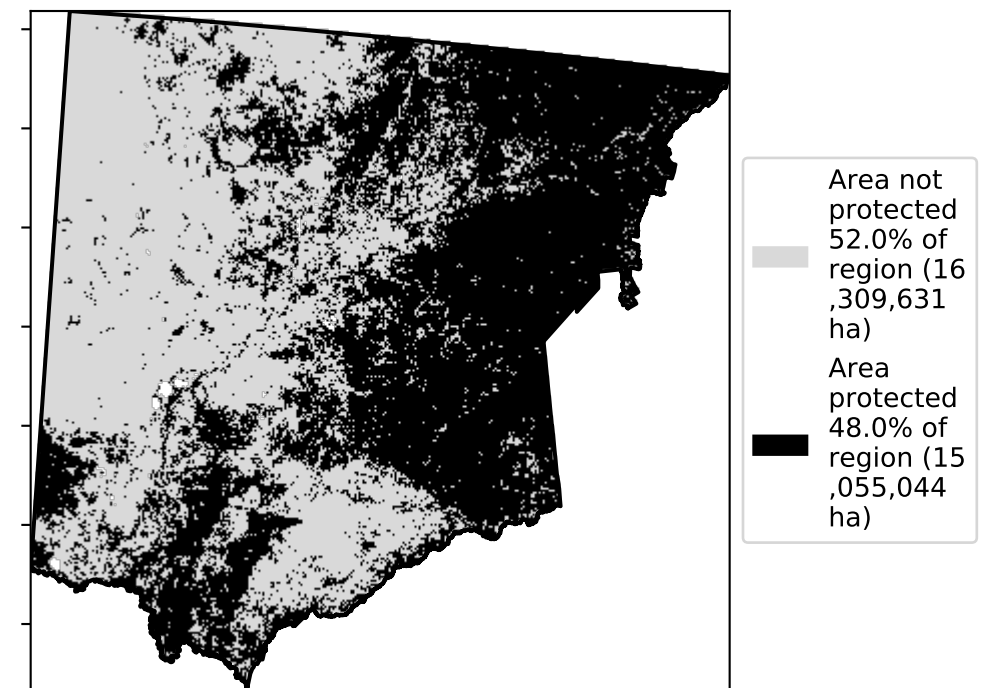 Area not
protected
52.0% of
region (16
,309,631
ha)
Area
protected
48.0% of
region (15
,055,044
ha)